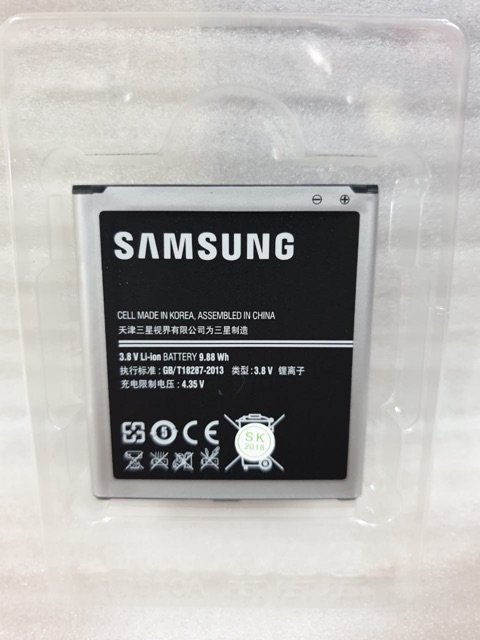 SAMSUNG
CELL MADE IN KOREA, ASSEMBLED IN CHINA
天津三星视界有限公司为三星制造
3.8 V Li-ion BATTERY 9.88 Wh
执行标准：GB/T18287-2013 类型：3.8 V 锂离子
充电限制电压：4.35 V
5
CE
SK
2018